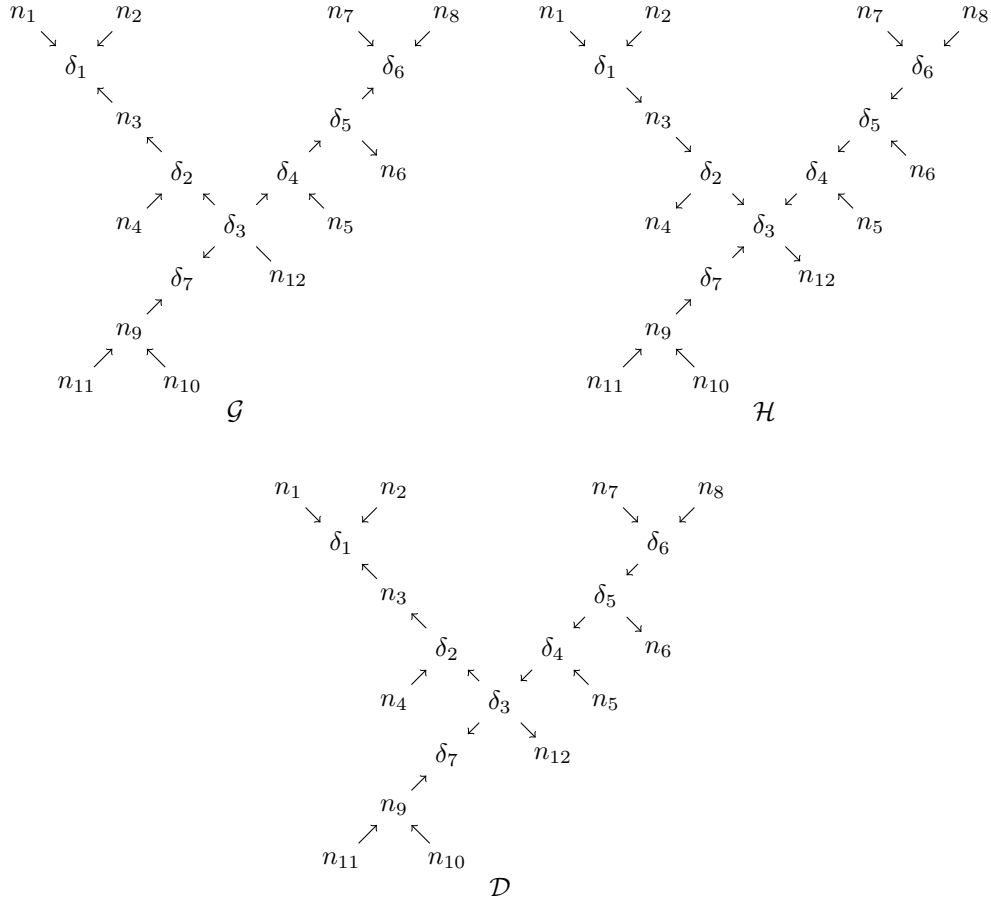 n₁ n₂ n₇ n₈ n₁ n₂ n₇ n₈
δ₁ δ₆ δ₁ δ₆
n₃ δ₅ n₃ δ₅
δ₂ δ₄ n₆ δ₂ δ₄ n₆
n₄ δ₃ n₅ n₄ δ₃ n₅
δ₇ n₁₂ δ₇ n₁₂
n₉ n₉
n₁₁ n₁₀ n₁₁ n₁₀
𝒢 ℋ
n₁ n₂ n₇ n₈
δ₁ δ₆
n₃ δ₅
δ₂ δ₄ n₆
n₄ δ₃ n₅
δ₇ n₁₂
n₉
n₁₁ n₁₀
𝒟